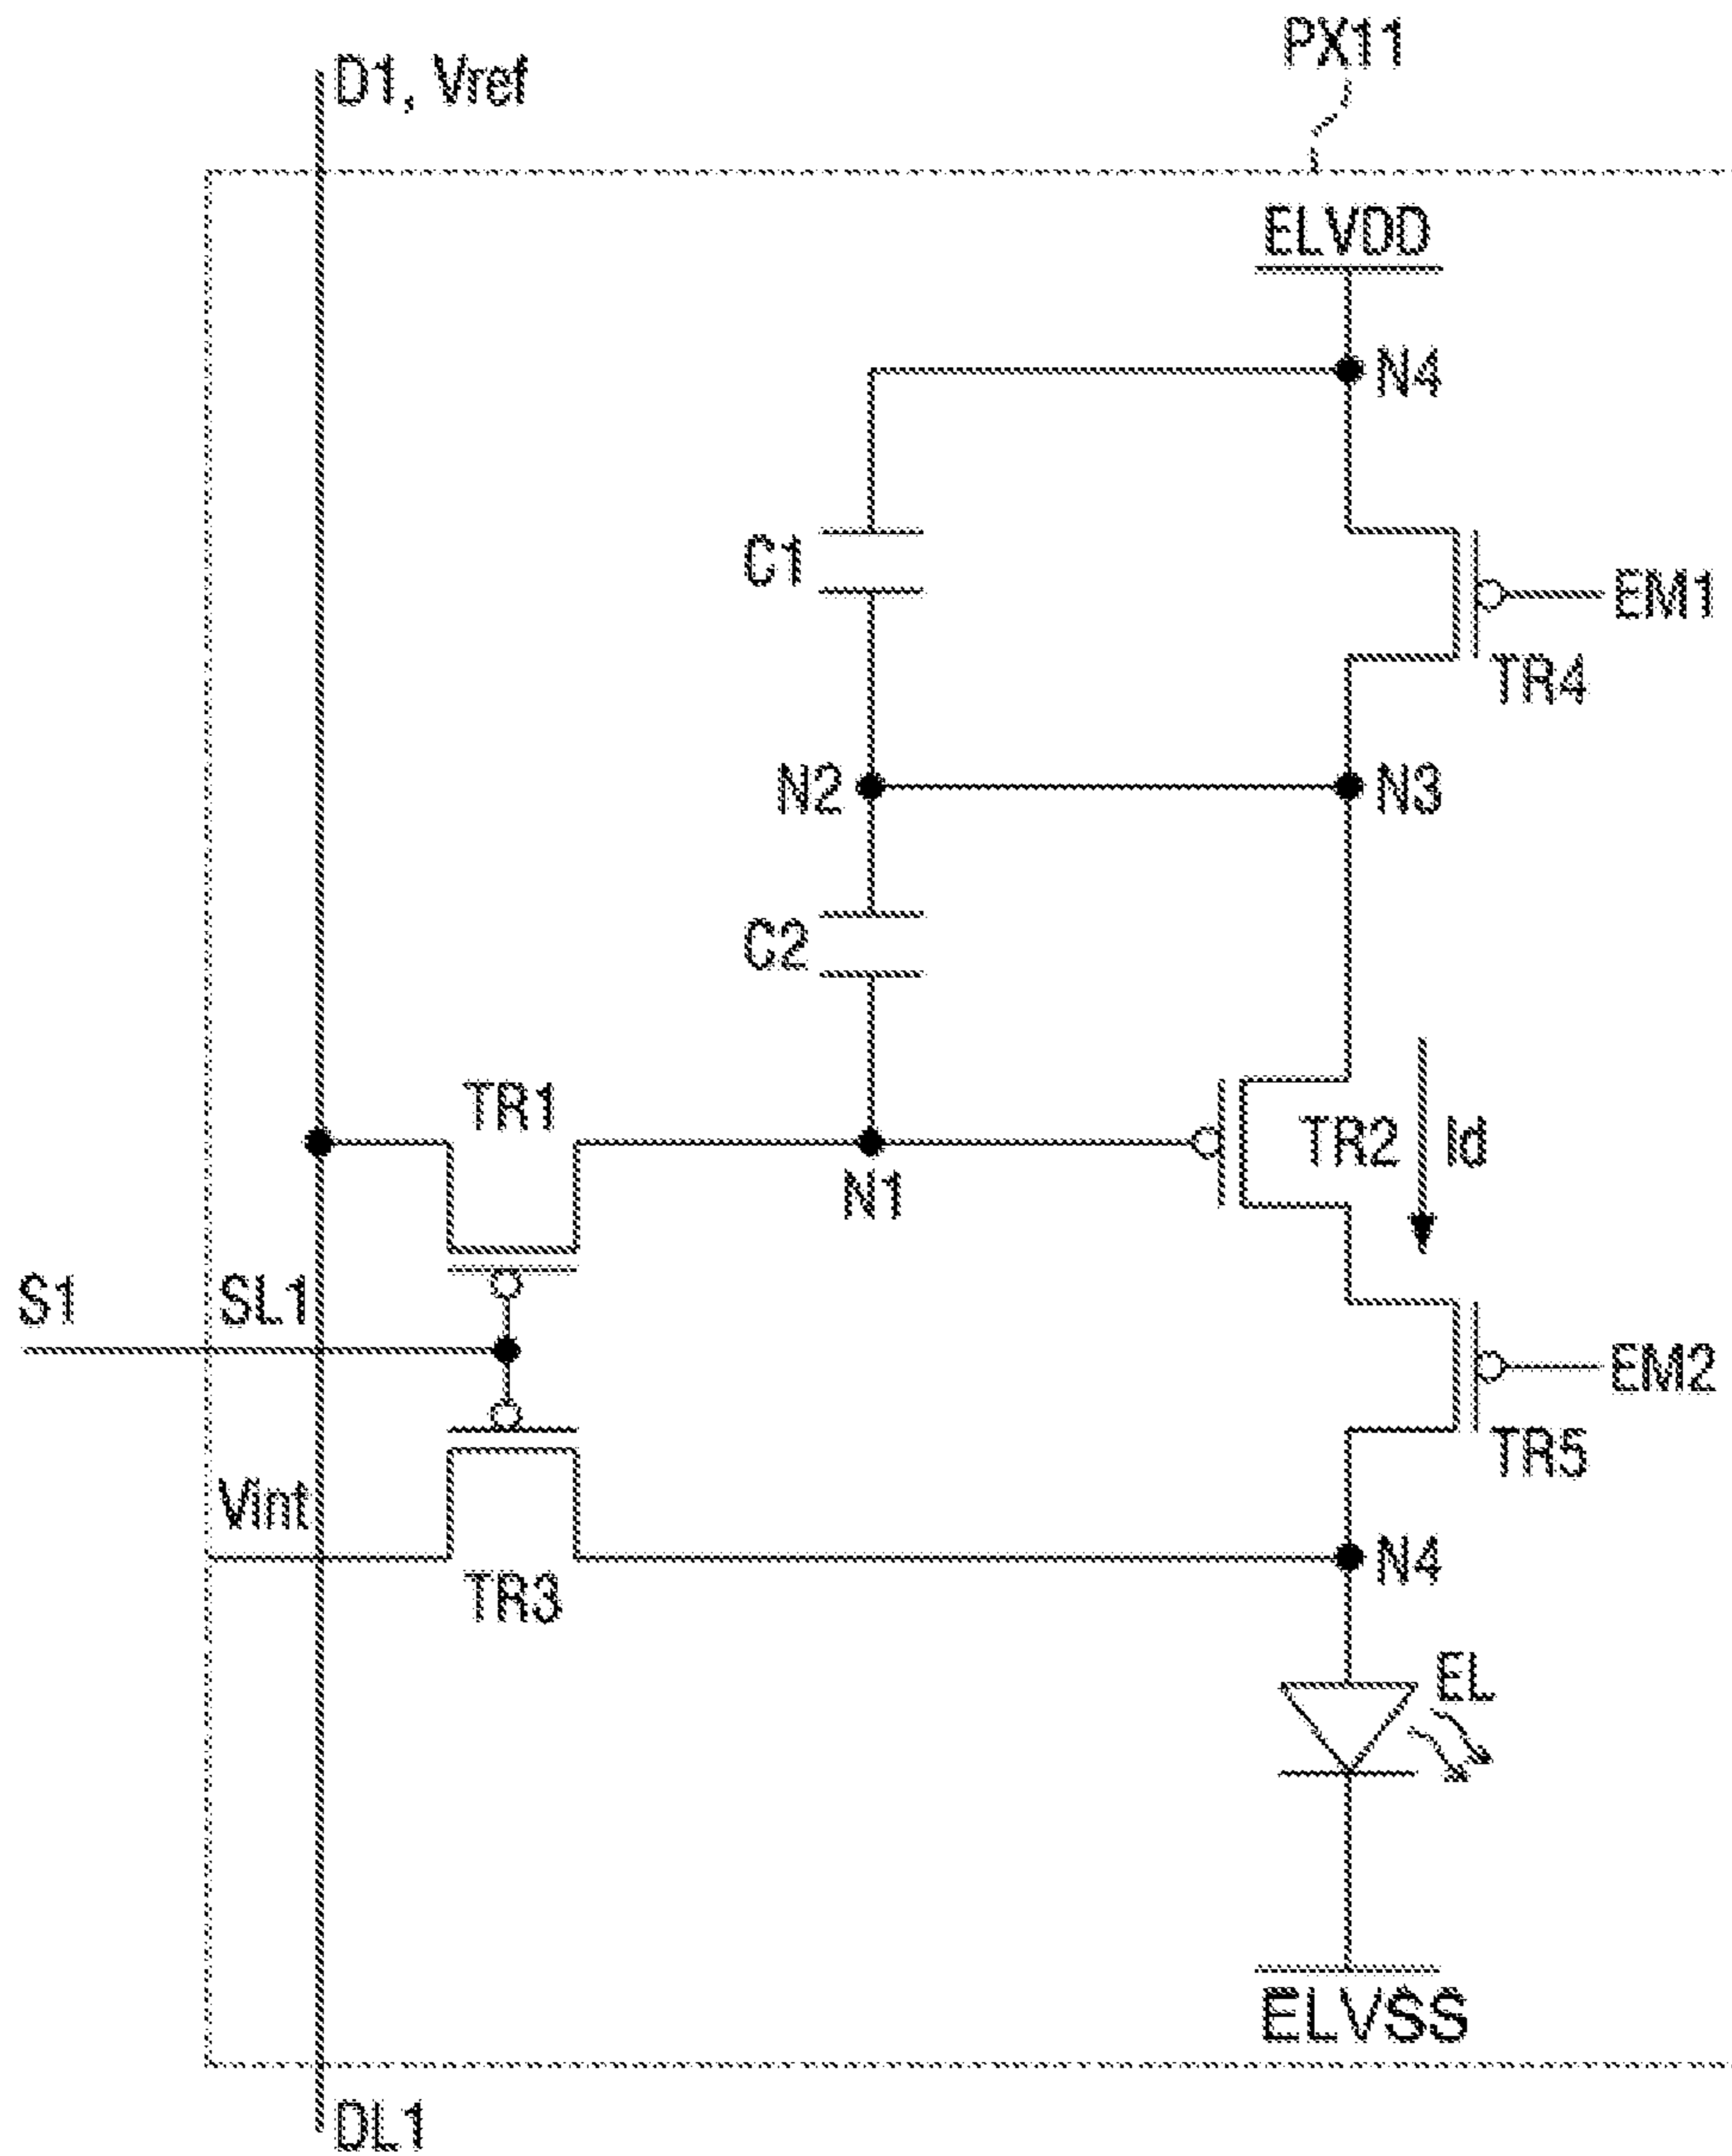 PX11
D1, Vref
ELVDD
N4
C1
EM1
TR4
N2
N3
C2
TR1
TR2
Id
N1
S1
SL1
EM2
TR5
Vint
N4
TR3
EL
ELVSS
DL1